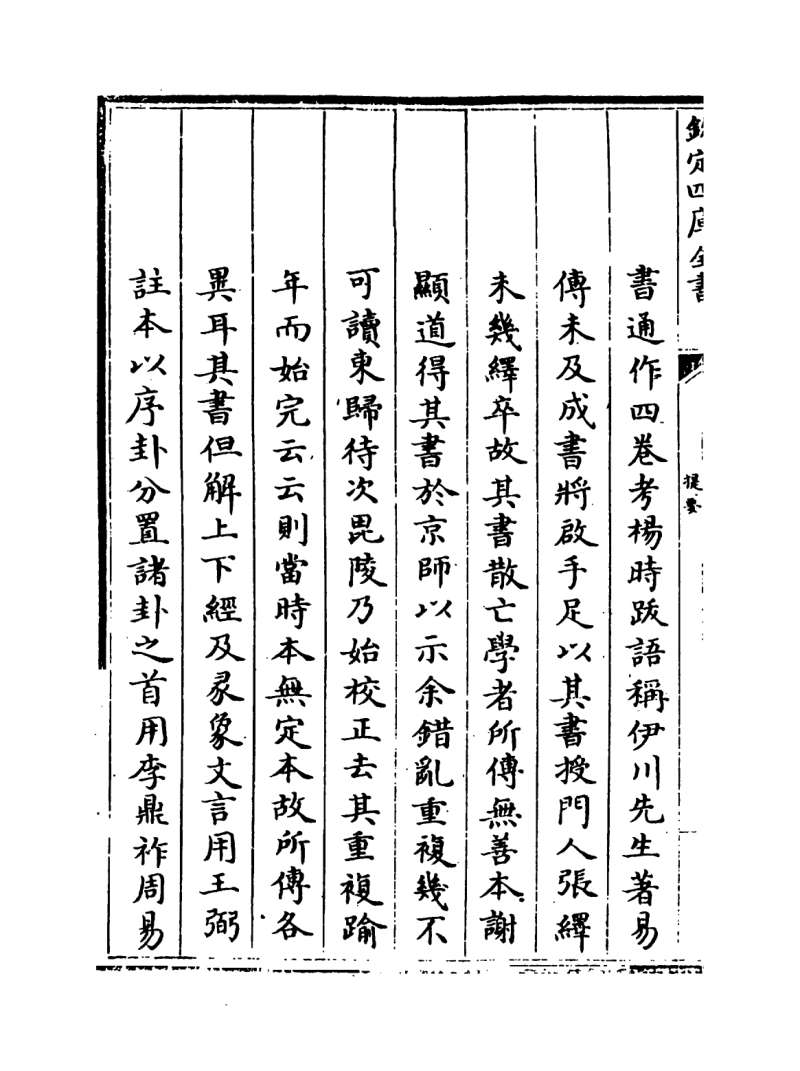 欽定四庫全書
提要
書通作四卷考楊時跋語稱伊川先生著易
傳未及成書將啟手足以其書授門人張繹
未幾繹卒故其書散亡學者所傳無善本謝
顯道得其書於京師以示余錯亂重複幾不
可讀東歸待次毘陵乃始校正去其重複踰
年而始完云云則當時本無定本故所傳各
異耳其書但解上下經及彖象文言用王弼
註本以序卦分置諸卦之首用李鼎祚周易